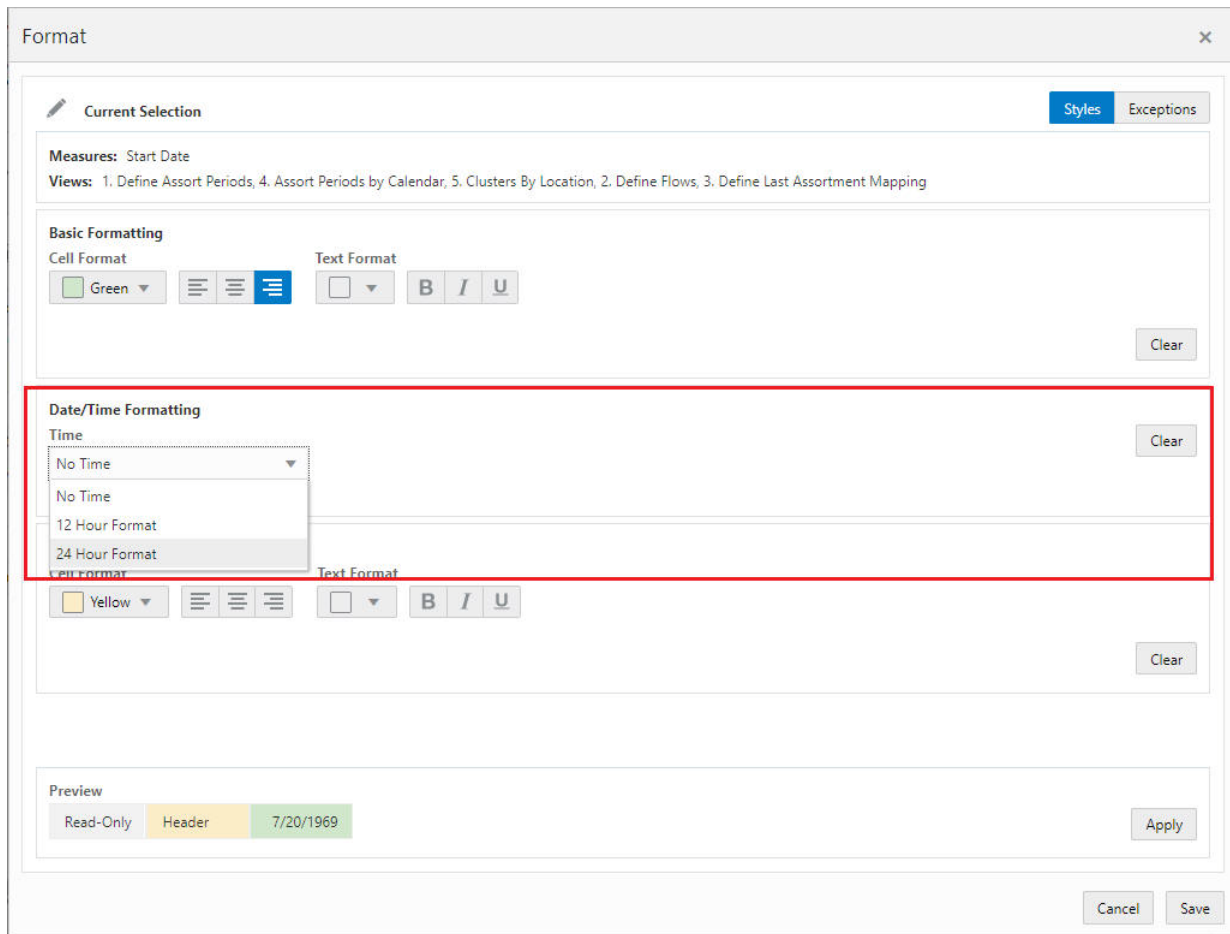 Format
Current Selection
Styles
Exceptions
Measures: Start Date
Views: 1. Define Assort Periods, 4. Assort Periods by Calendar, 5. Clusters By Location, 2. Define Flows, 3. Define Last Assortment Mapping
Basic Formatting
Cell Format Text Format
Green B I U
Clear
Date/Time Formatting
Time
Clear
No Time
No Time
12 Hour Format
24 Hour Format
Cell Format Text Format
Yellow B I U
Clear
Preview
Read-Only Header 7/20/1969
Apply
Cancel Save